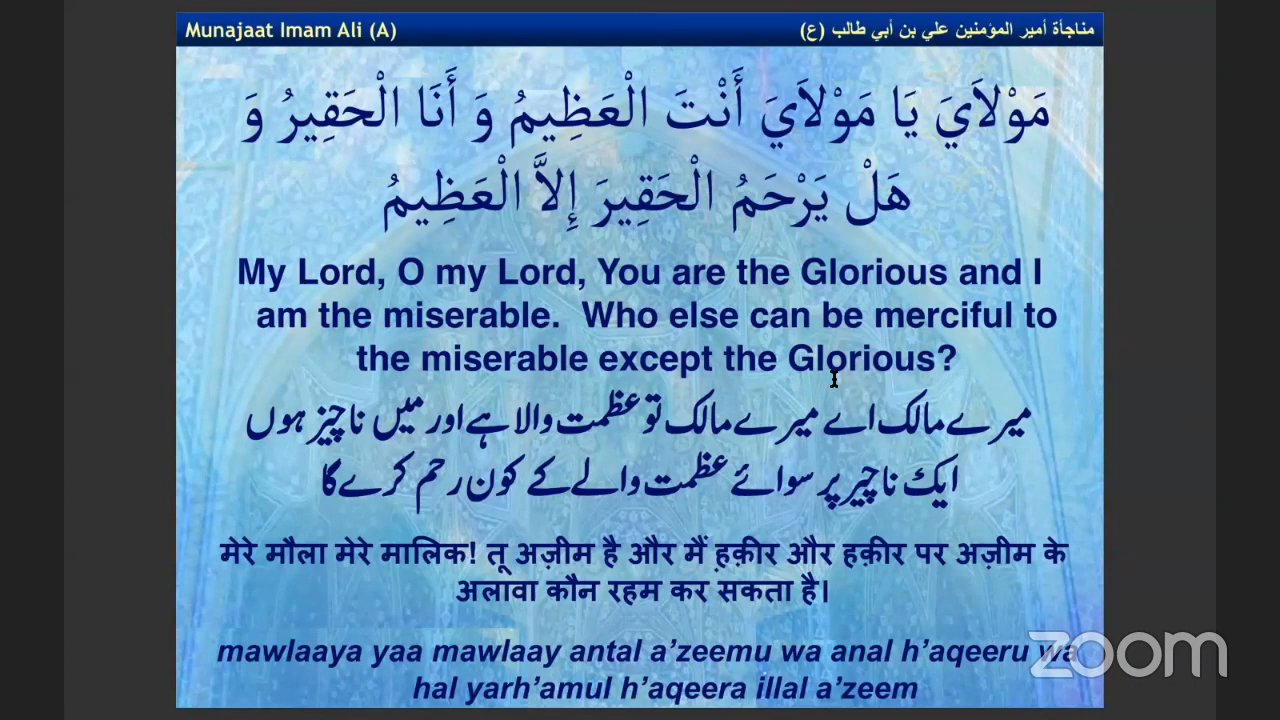 Munajaat Imam Ali (A)
مناجأة أمير المؤمنين علي بن أبي طالب (ع)
مَوْلاَيَ يَا مَوْلاَيَ أَنْتَ الْعَظِيمُ وَ أَنَا الْحَقِيرُ وَ
هَلْ يَرْحَمُ الْحَقِيرَ إِلاَّ الْعَظِيمُ
My Lord, O my Lord, You are the Glorious and I
am the miserable. Who else can be merciful to
the miserable except the Glorious?
میرے مالک اے میرے مالک تو عظمت والا ہے اور میں ناچیز ہوں
ایک ناچیر پر سوائے عظمت والے کے کون رحم کرے گا
मेरे मौला मेरे मालिक! तू अज़ीम है और मैं ह़क़ीर और हक़ीर पर अज़ीम के
अलावा कौन रहम कर सकता है।
mawlaaya yaa mawlaay antal a’zeemu wa anal h’aqeeru wa
hal yarh’amul h’aqeera illal a’zeem
zoom